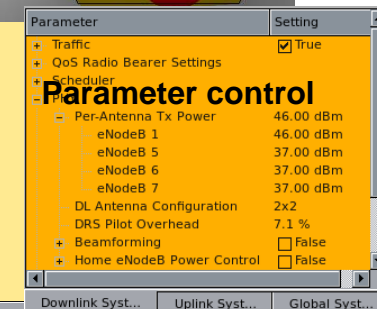 Parameter Setting
Traffic True
QoS Radio Bearer Settings
Scheduler
Parameter control
Per-Antenna Tx Power 46.00 dBm
eNodeB 1 46.00 dBm
eNodeB 5 37.00 dBm
eNodeB 6 37.00 dBm
eNodeB 7 37.00 dBm
DL Antenna Configuration 2x2
DRS Pilot Overhead 7.1 %
Beamforming False
Home eNodeB Power Control False
Downlink Syst... Uplink Syst... Global Syst...